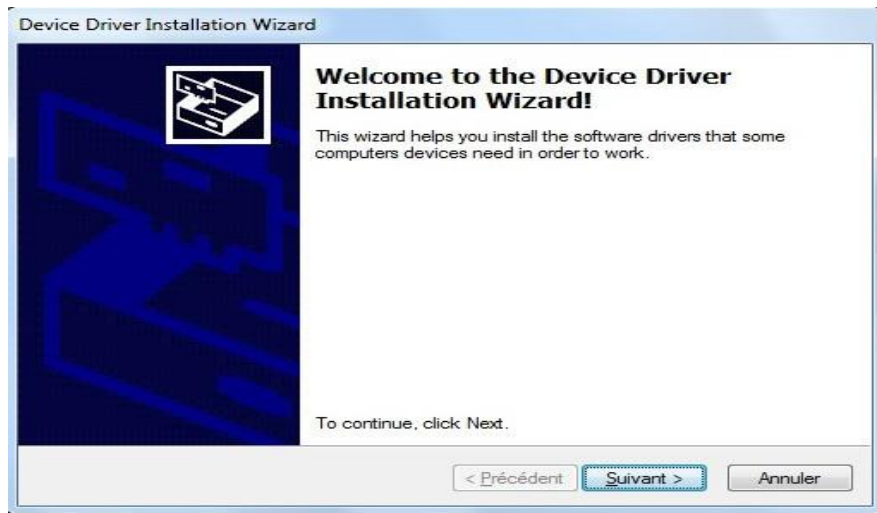 Device Driver Installation Wizard
Welcome to the Device Driver
Installation Wizard!
This wizard helps you install the software drivers that some
computers devices need in order to work.
To continue, click Next.
< Précédent
Suivant >
Annuler